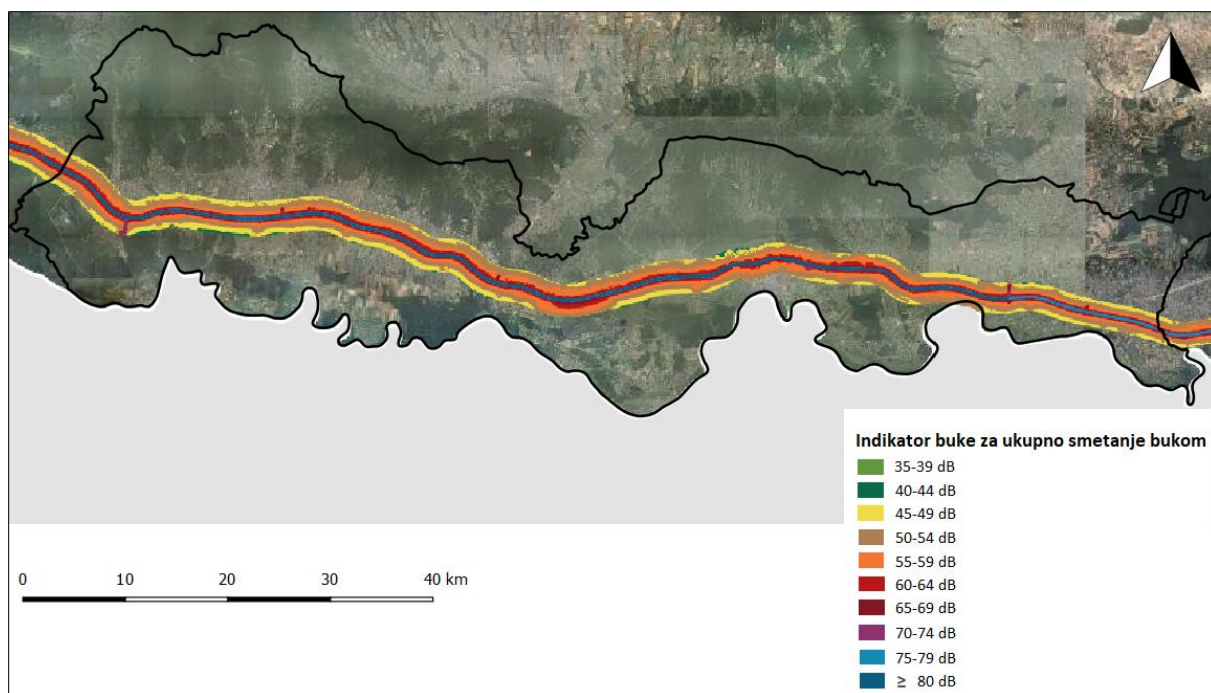 Indikator buke za ukupno smetanje bukom
35-39 dB
40-44 dB
45-49 dB
50-54 dB
55-59 dB
60-64 dB
65-69 dB
70-74 dB
75-79 dB
≥ 80 dB
0 10 20 30 40 km